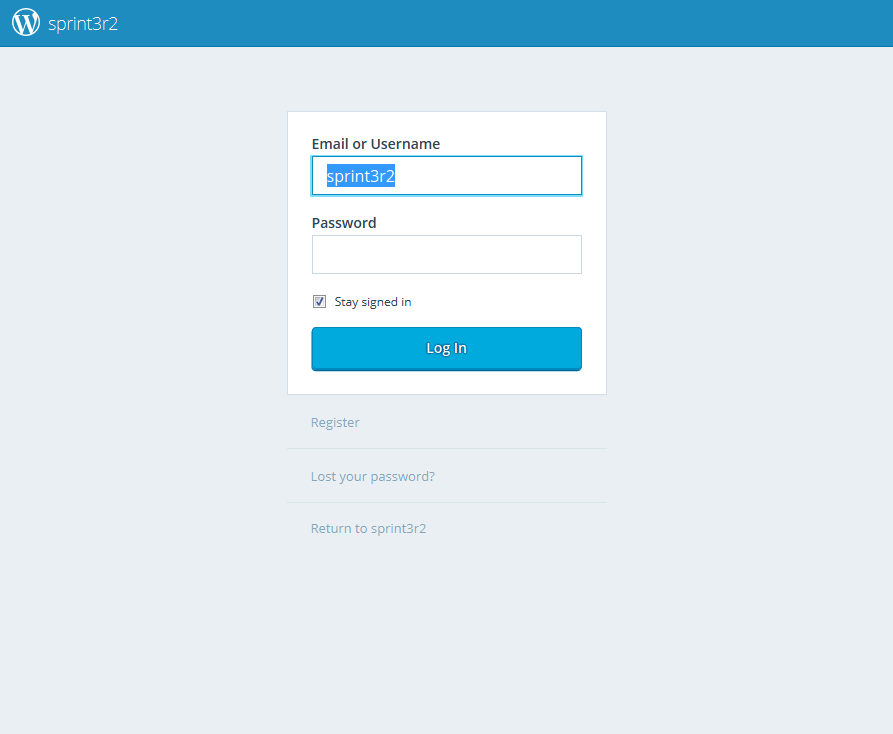 sprint3r2
Email or Username
sprint3r2
Password
Stay signed in
Log In
Register
Lost your password?
Return to sprint3r2